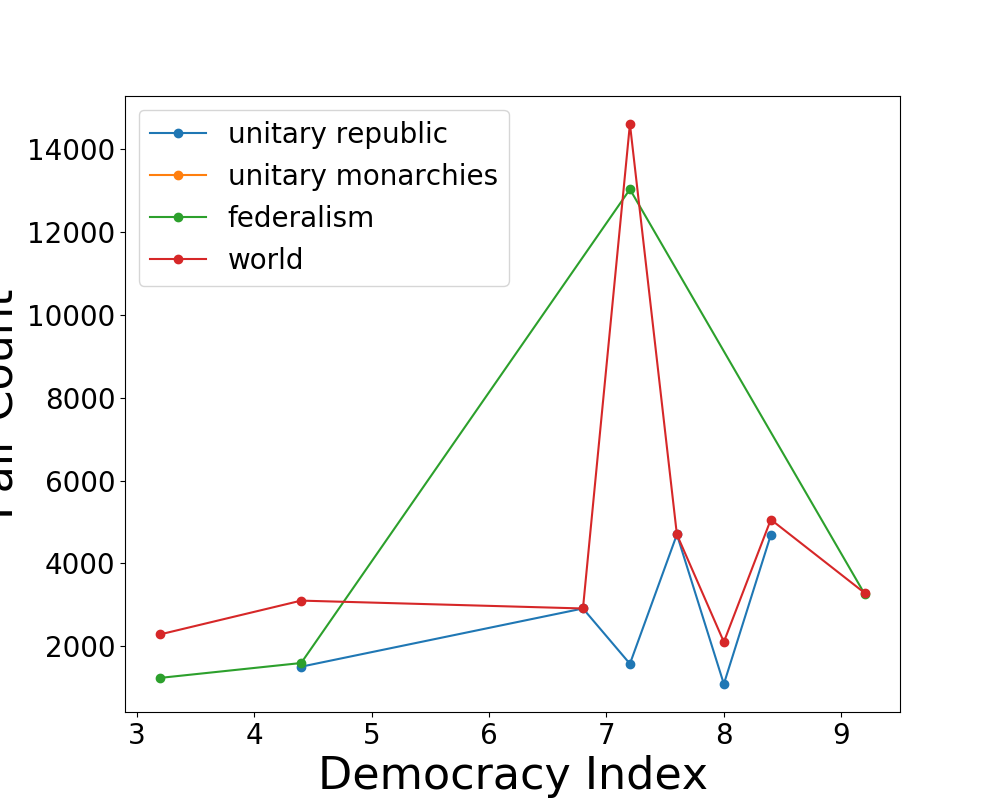 unitary republic
unitary monarchies
federalism
world
14000
12000
10000
8000
6000
4000
2000
3 4 5 6 7 8 9
Democracy Index
Count